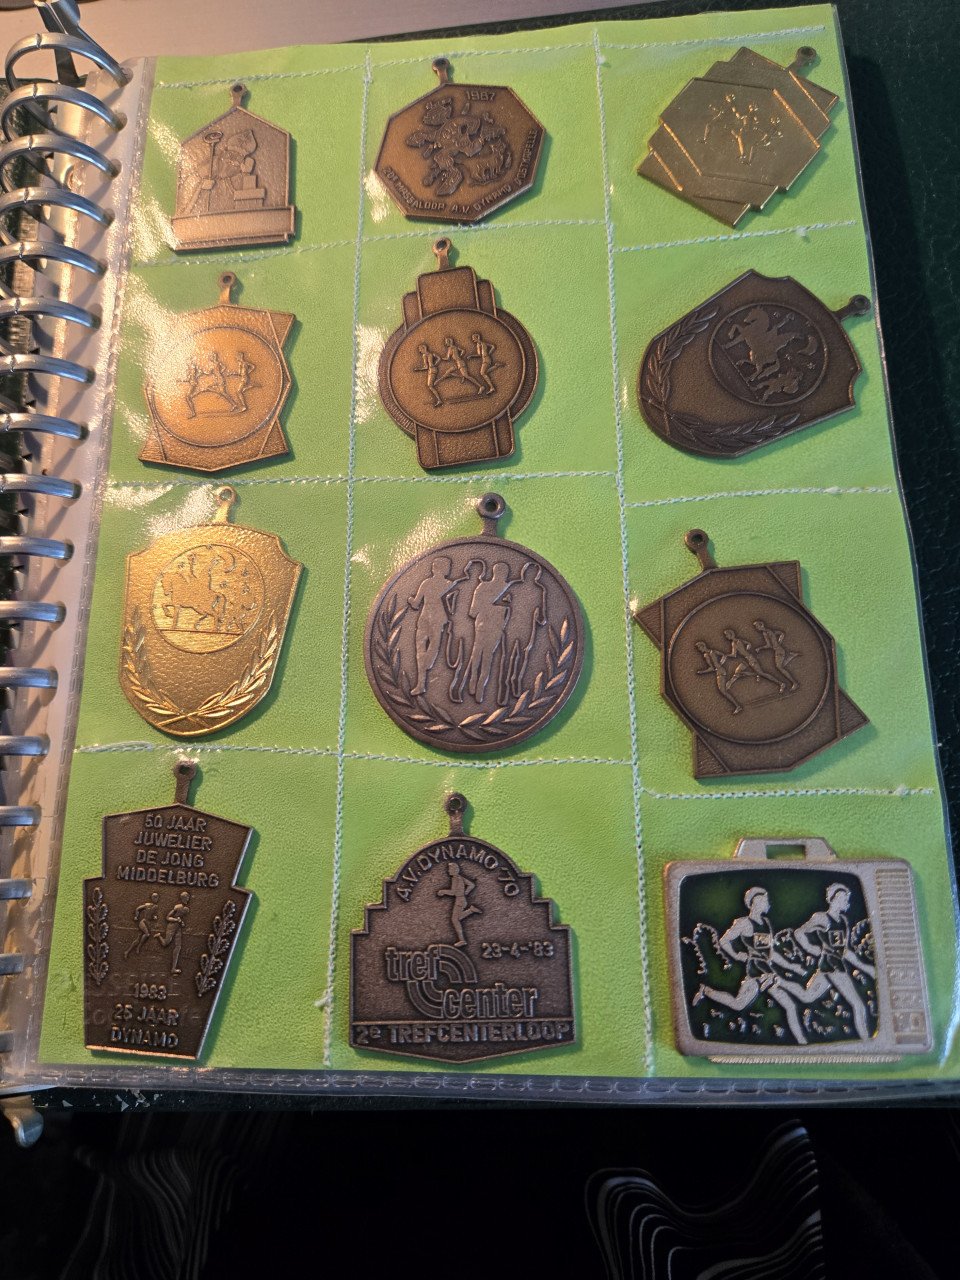 1987
A.V. DYNAMO
50 JAAR
JUWELIER
DE JONG
MIDDELBURG
25 JAAR
DYNAMO
A.V. DYNAMO '70
23-4-'83
tref
center
2e TREFCENTERLOOP